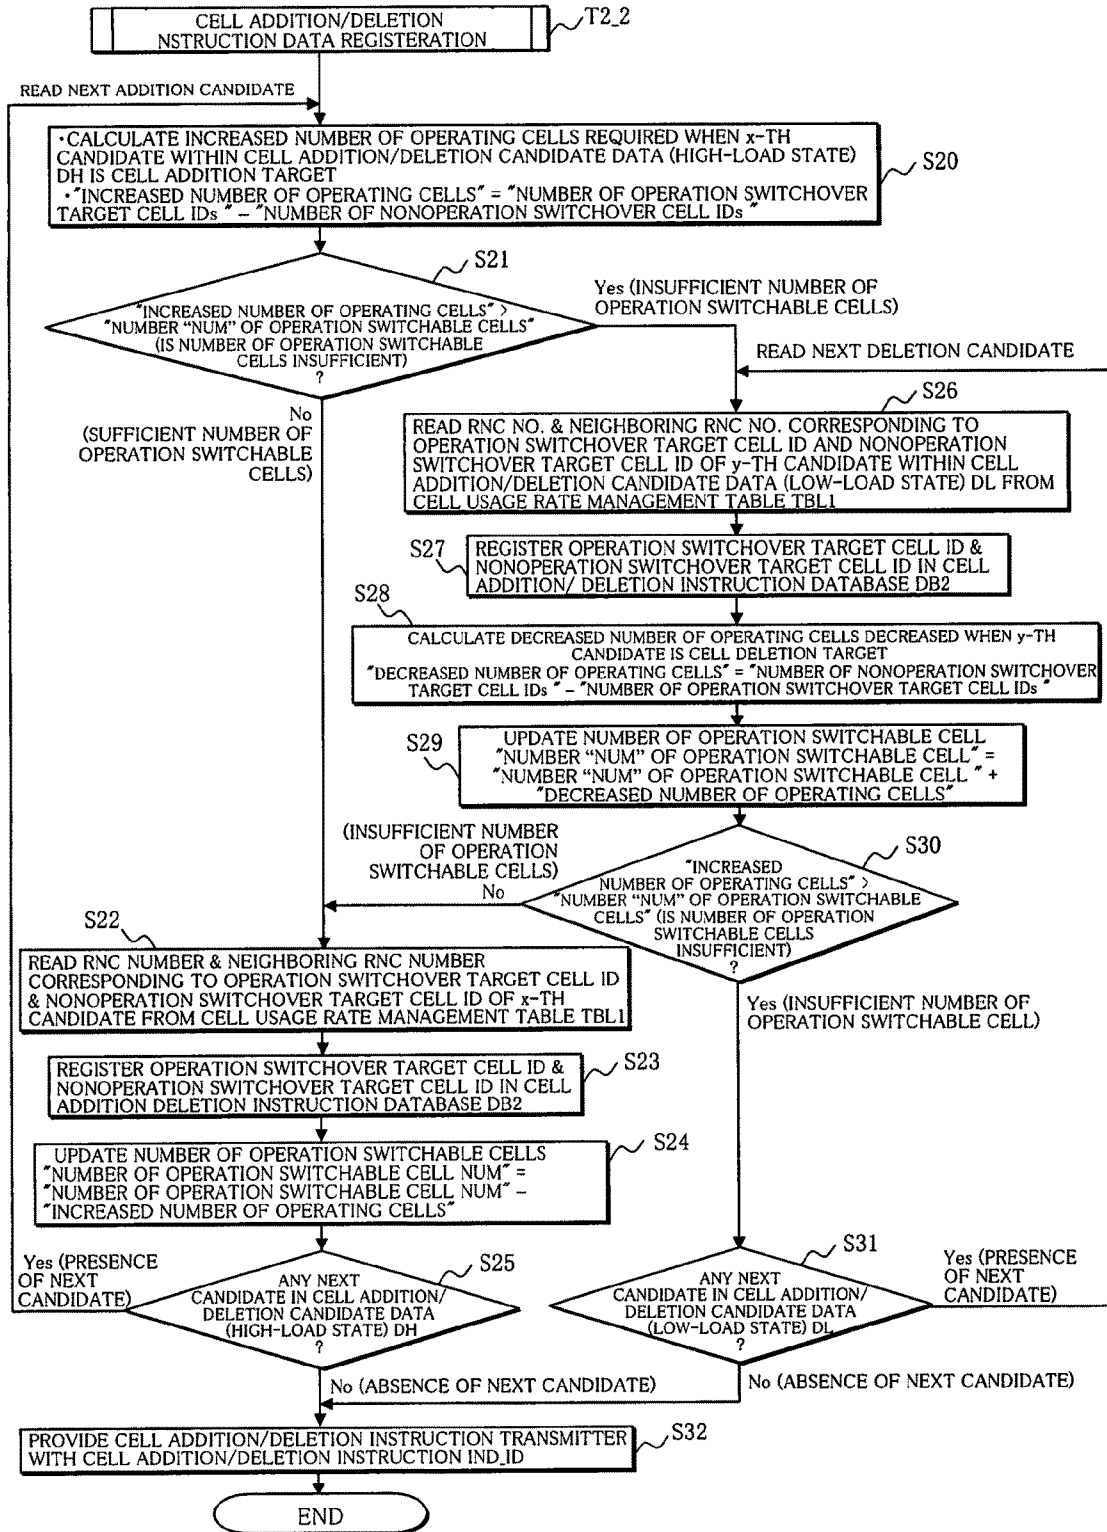 CELL ADDITION/DELETION
NSTRUCTION DATA REGISTERATION
T2_2
READ NEXT ADDITION CANDIDATE
・CALCULATE INCREASED NUMBER OF OPERATING CELLS REQUIRED WHEN x-TH
CANDIDATE WITHIN CELL ADDITION/DELETION CANDIDATE DATA (HIGH-LOAD STATE)
DH IS CELL ADDITION TARGET
・"INCREASED NUMBER OF OPERATING CELLS" = "NUMBER OF OPERATION SWITCHOVER
TARGET CELL IDs " − "NUMBER OF NONOPERATION SWITCHOVER CELL IDs "
S20
S21
"INCREASED NUMBER OF OPERATING CELLS" >
"NUMBER “NUM” OF OPERATION SWITCHABLE CELLS"
(IS NUMBER OF OPERATION SWITCHABLE
CELLS INSUFFICIENT)
?
Yes (INSUFFICIENT NUMBER OF
OPERATION SWITCHABLE CELLS)
No
(SUFFICIENT NUMBER OF
OPERATION SWITCHABLE
CELLS)
READ NEXT DELETION CANDIDATE
S26
READ RNC NO. & NEIGHBORING RNC NO. CORRESPONDING TO
OPERATION SWITCHOVER TARGET CELL ID AND NONOPERATION
SWITCHOVER TARGET CELL ID OF y-TH CANDIDATE WITHIN CELL
ADDITION/DELETION CANDIDATE DATA (LOW-LOAD STATE) DL FROM
CELL USAGE RATE MANAGEMENT TABLE TBL1
S27
REGISTER OPERATION SWITCHOVER TARGET CELL ID &
NONOPERATION SWITCHOVER TARGET CELL ID IN CELL
ADDITION/ DELETION INSTRUCTION DATABASE DB2
S28
CALCULATE DECREASED NUMBER OF OPERATING CELLS DECREASED WHEN y-TH
CANDIDATE IS CELL DELETION TARGET
"DECREASED NUMBER OF OPERATING CELLS" = "NUMBER OF NONOPERATION SWITCHOVER
TARGET CELL IDs " − "NUMBER OF OPERATION SWITCHOVER TARGET CELL IDs "
S29
UPDATE NUMBER OF OPERATION SWITCHABLE CELL
"NUMBER “NUM” OF OPERATION SWITCHABLE CELL" =
"NUMBER “NUM” OF OPERATION SWITCHABLE CELL " +
"DECREASED NUMBER OF OPERATING CELLS"
(INSUFFICIENT NUMBER
OF OPERATION
SWITCHABLE CELLS)
No
S30
"INCREASED
NUMBER OF OPERATING CELLS" >
"NUMBER “NUM” OF OPERATION SWITCHABLE
CELLS" (IS NUMBER OF OPERATION
SWITCHABLE CELLS
INSUFFICIENT)
?
Yes (INSUFFICIENT NUMBER OF
OPERATION SWITCHABLE CELL)
S22
READ RNC NUMBER & NEIGHBORING RNC NUMBER
CORRESPONDING TO OPERATION SWITCHOVER TARGET CELL ID
& NONOPERATION SWITCHOVER TARGET CELL ID OF x-TH
CANDIDATE FROM CELL USAGE RATE MANAGEMENT TABLE TBL1
REGISTER OPERATION SWITCHOVER TARGET CELL ID &
NONOPERATION SWITCHOVER TARGET CELL ID IN CELL
ADDITION DELETION INSTRUCTION DATABASE DB2
S23
UPDATE NUMBER OF OPERATION SWITCHABLE CELLS
"NUMBER OF OPERATION SWITCHABLE CELL NUM" =
"NUMBER OF OPERATION SWITCHABLE CELL NUM" −
"INCREASED NUMBER OF OPERATING CELLS"
S24
Yes (PRESENCE
OF NEXT
CANDIDATE)
S25
ANY NEXT
CANDIDATE IN CELL ADDITION/
DELETION CANDIDATE DATA
(HIGH-LOAD STATE) DH
?
S31
ANY NEXT
CANDIDATE IN CELL ADDITION/
DELETION CANDIDATE DATA
(LOW-LOAD STATE) DL
?
Yes (PRESENCE
OF NEXT
CANDIDATE)
No (ABSENCE OF NEXT CANDIDATE)
No (ABSENCE OF NEXT CANDIDATE)
PROVIDE CELL ADDITION/DELETION INSTRUCTION TRANSMITTER
WITH CELL ADDITION/DELETION INSTRUCTION IND_ID
S32
END